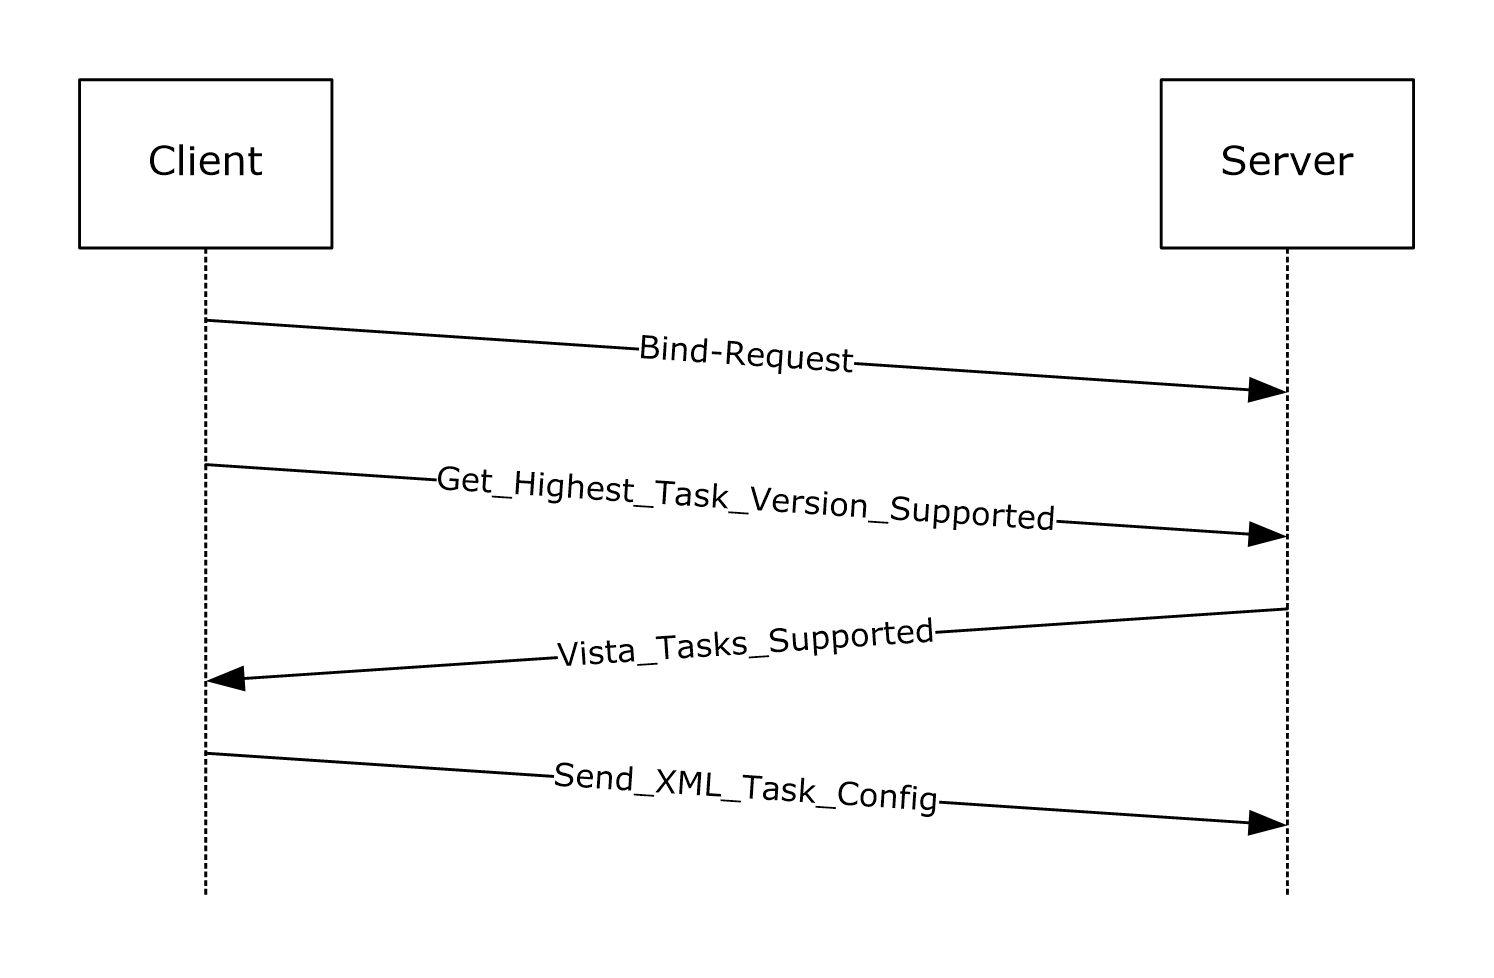 Client
Server
Bind-Request
Get_Highest_Task_Version_Supported
Vista_Tasks_Supported
Send_XML_Task_Config